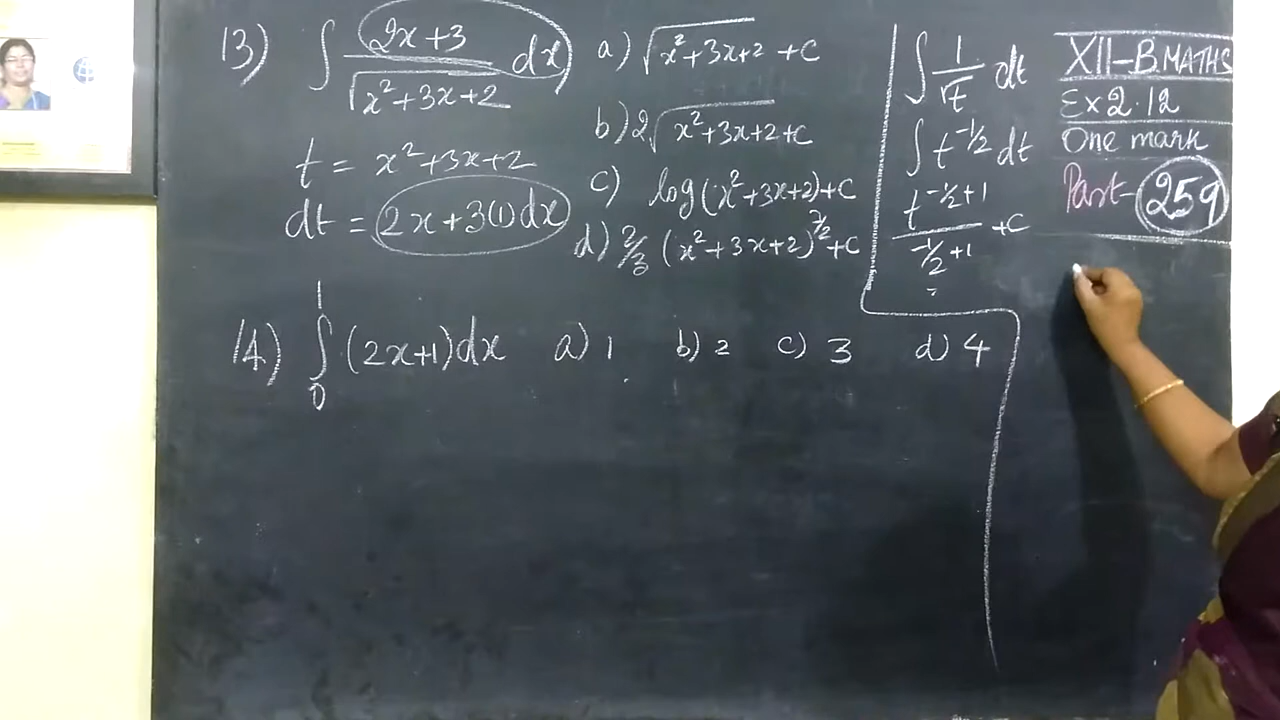 13) ∫ 2x+3 / √x²+3x+2 dx
t = x²+3x+2
dt = 2x+3(1)dx
a) √x²+3x+2 +c
b) 2√x²+3x+2+c
c) log(x²+3x+2)+c
d) 2/3 (x²+3x+2)^2/2+c
∫ 1/√t dt
∫ t^-1/2 dt
t^-1/2+1 / -1/2+1 +c
XII-B.MATHS
Ex 2.12
One mark
Part-259
14) ∫₀¹ (2x+1)dx a) 1 b) 2 c) 3 d) 4